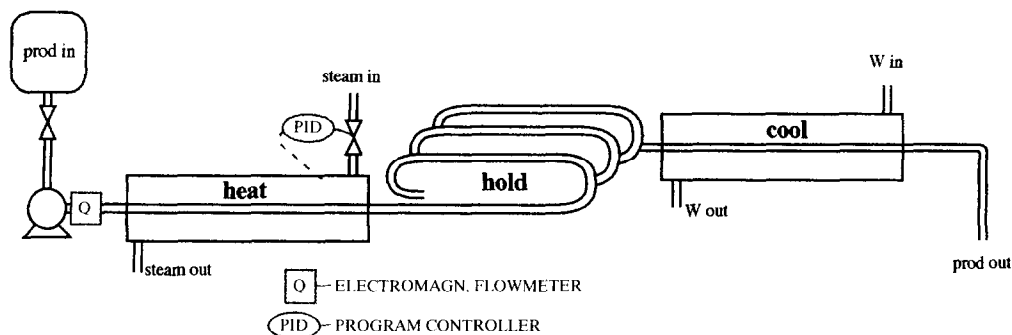 prod in
steam in
W in
PID
cool
heat
hold
Q
W out
steam out
prod out
Q - ELECTROMAGN. FLOWMETER
PID - PROGRAM CONTROLLER